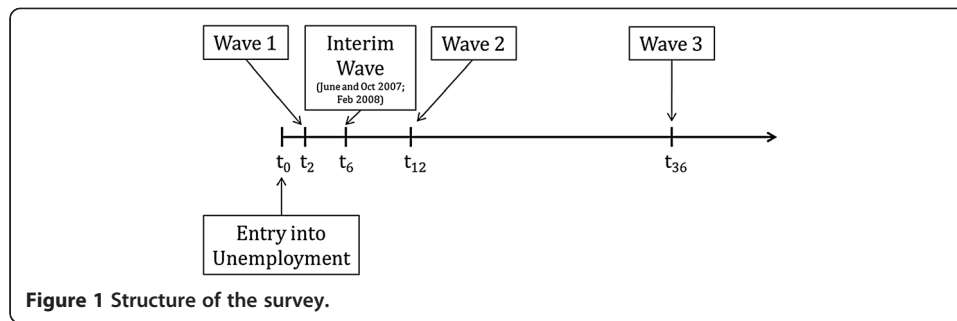 Wave 1
Interim
Wave
(June and Oct 2007;
Feb 2008)
Wave 2
Wave 3
t0 t2 t6 t12 t36
Entry into
Unemployment
Figure 1 Structure of the survey.